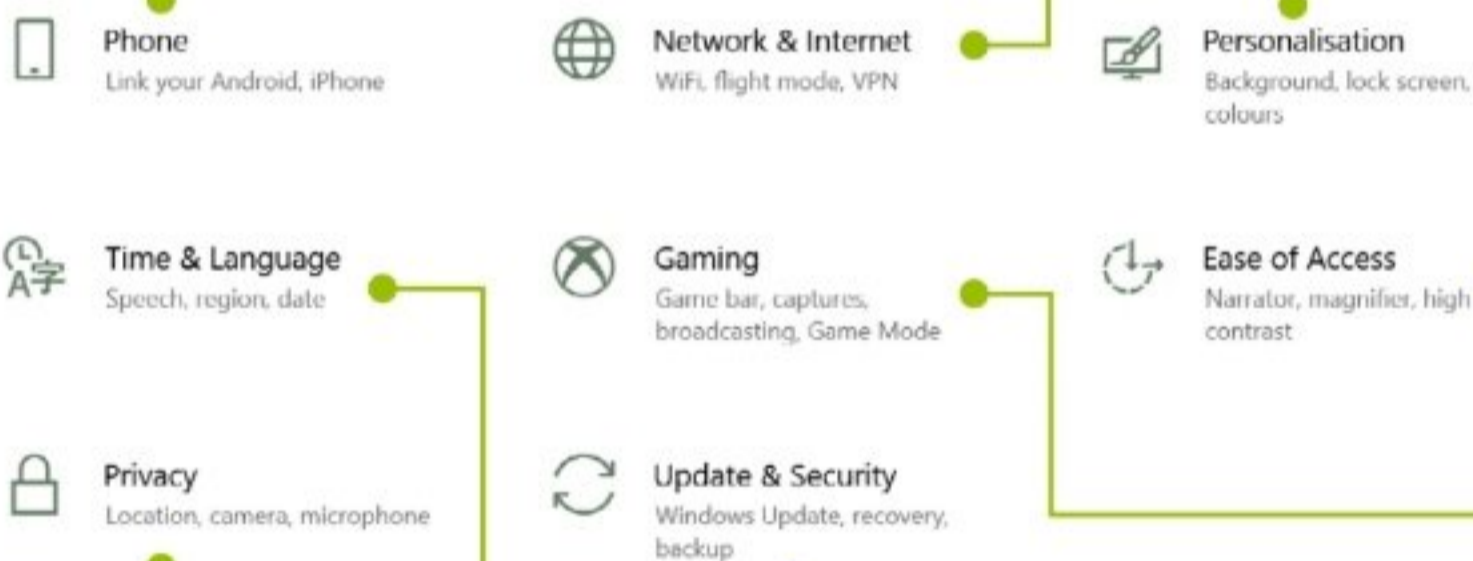 Phone
Link your Android, iPhone
Network & Internet
WiFi, flight mode, VPN
Personalisation
Background, lock screen,
colours
Time & Language
Speech, region, date
Gaming
Game bar, captures,
broadcasting, Game Mode
Ease of Access
Narrator, magnifier, high
contrast
Privacy
Location, camera, microphone
Update & Security
Windows Update, recovery,
backup